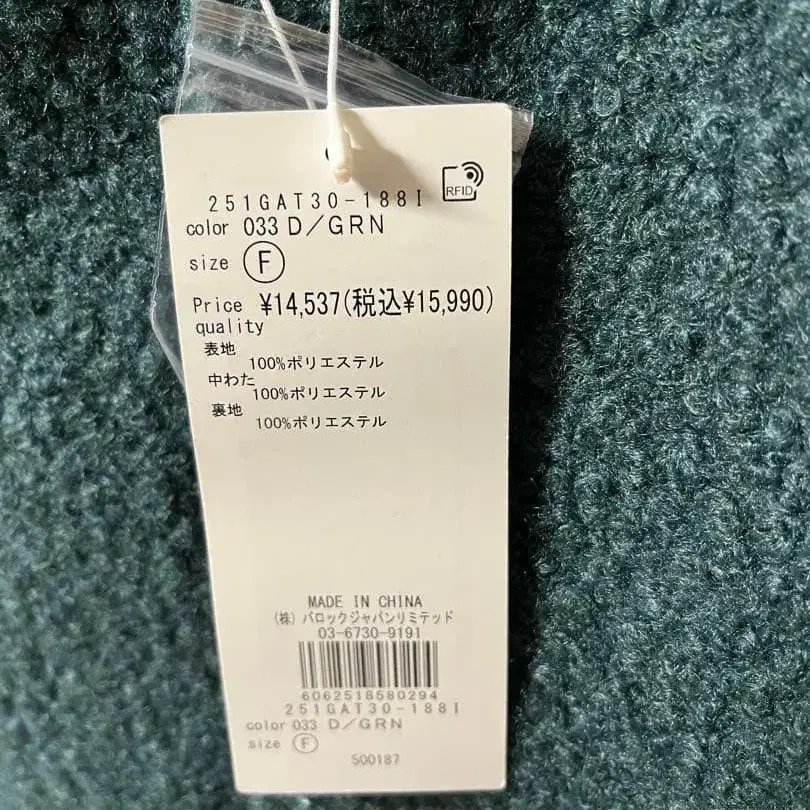 RFID
251GAT30-188I
color 033 D/GRN
size F
Price ¥14,537(税込¥15,990)
quality
表地
100%ポリエステル
中わた
100%ポリエステル
裏地
100%ポリエステル
MADE IN CHINA
(株) バロックジャパンリミテッド
03-6730-9191
6062518580294
251GAT30-188I
color 033 D/GRN
size F
500187